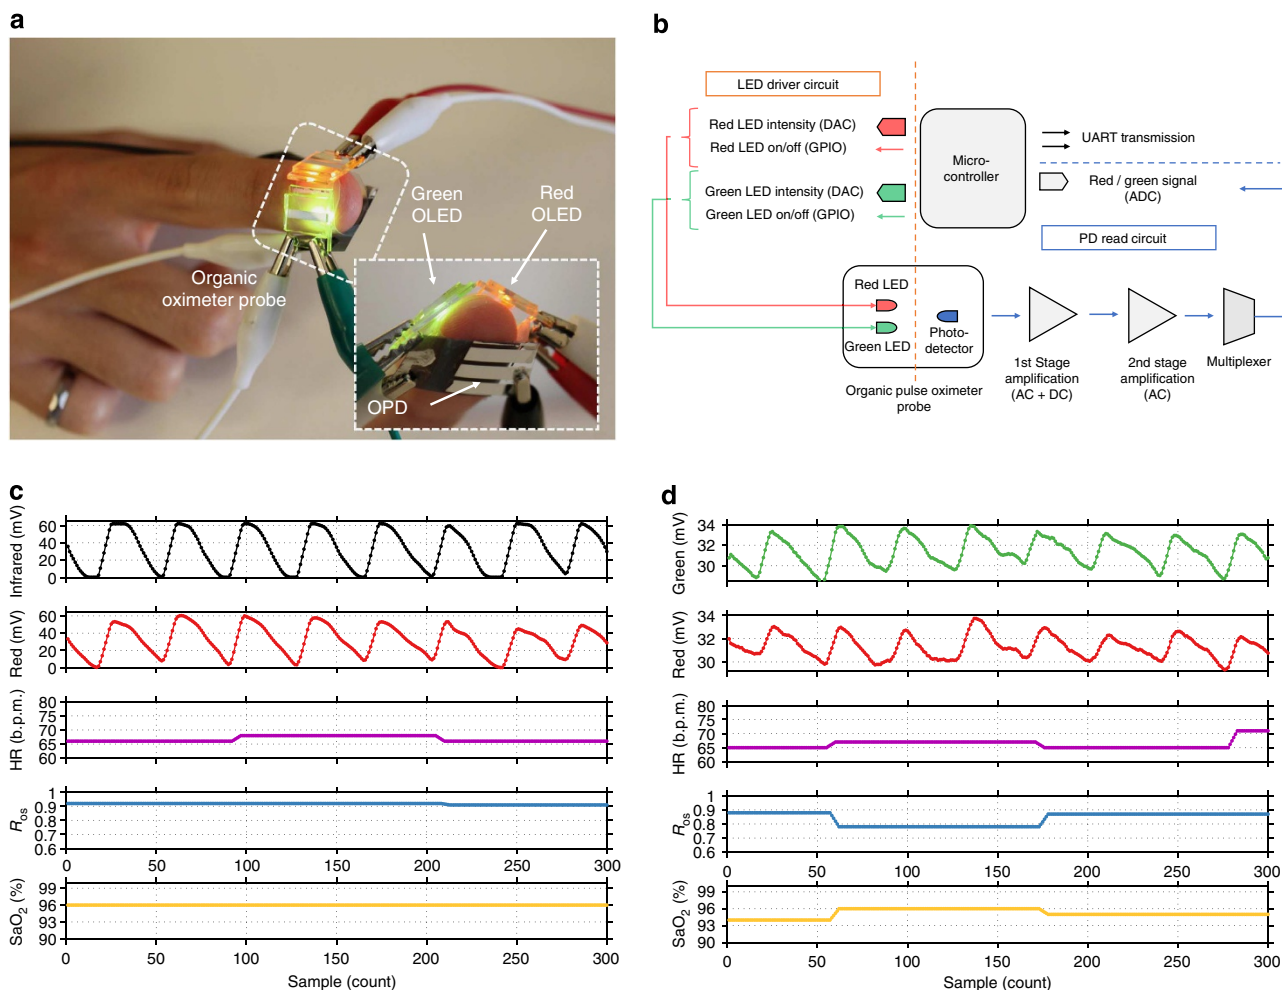 a
Green
OLED
Red
OLED
Organic
oximeter probe
OPD
b
LED driver circuit
Red LED intensity (DAC)
Red LED on/off (GPIO)
Green LED intensity (DAC)
Green LED on/off (GPIO)
Micro-
controller
UART transmission
Red / green signal
(ADC)
PD read circuit
Red LED
Green LED
Photo-
detector
Organic pulse oximeter
probe
1st Stage
amplification
(AC + DC)
2nd stage
amplification
(AC)
Multiplexer
c
Infrared (mV)
60
40
20
0
Red (mV)
60
40
20
0
HR (b.p.m.)
80
75
70
65
60
Ros
1
0.9
0.8
0.7
0.6
0 50 100 150 200 250 300
SaO2 (%)
99
96
93
90
0 50 100 150 200 250 300
Sample (count)
d
Green (mV)
34
32
30
Red (mV)
34
32
30
HR (b.p.m.)
80
75
70
65
60
Ros
1
0.9
0.8
0.7
0.6
0 50 100 150 200 250 300
SaO2 (%)
99
96
93
90
0 50 100 150 200 250 300
Sample (count)